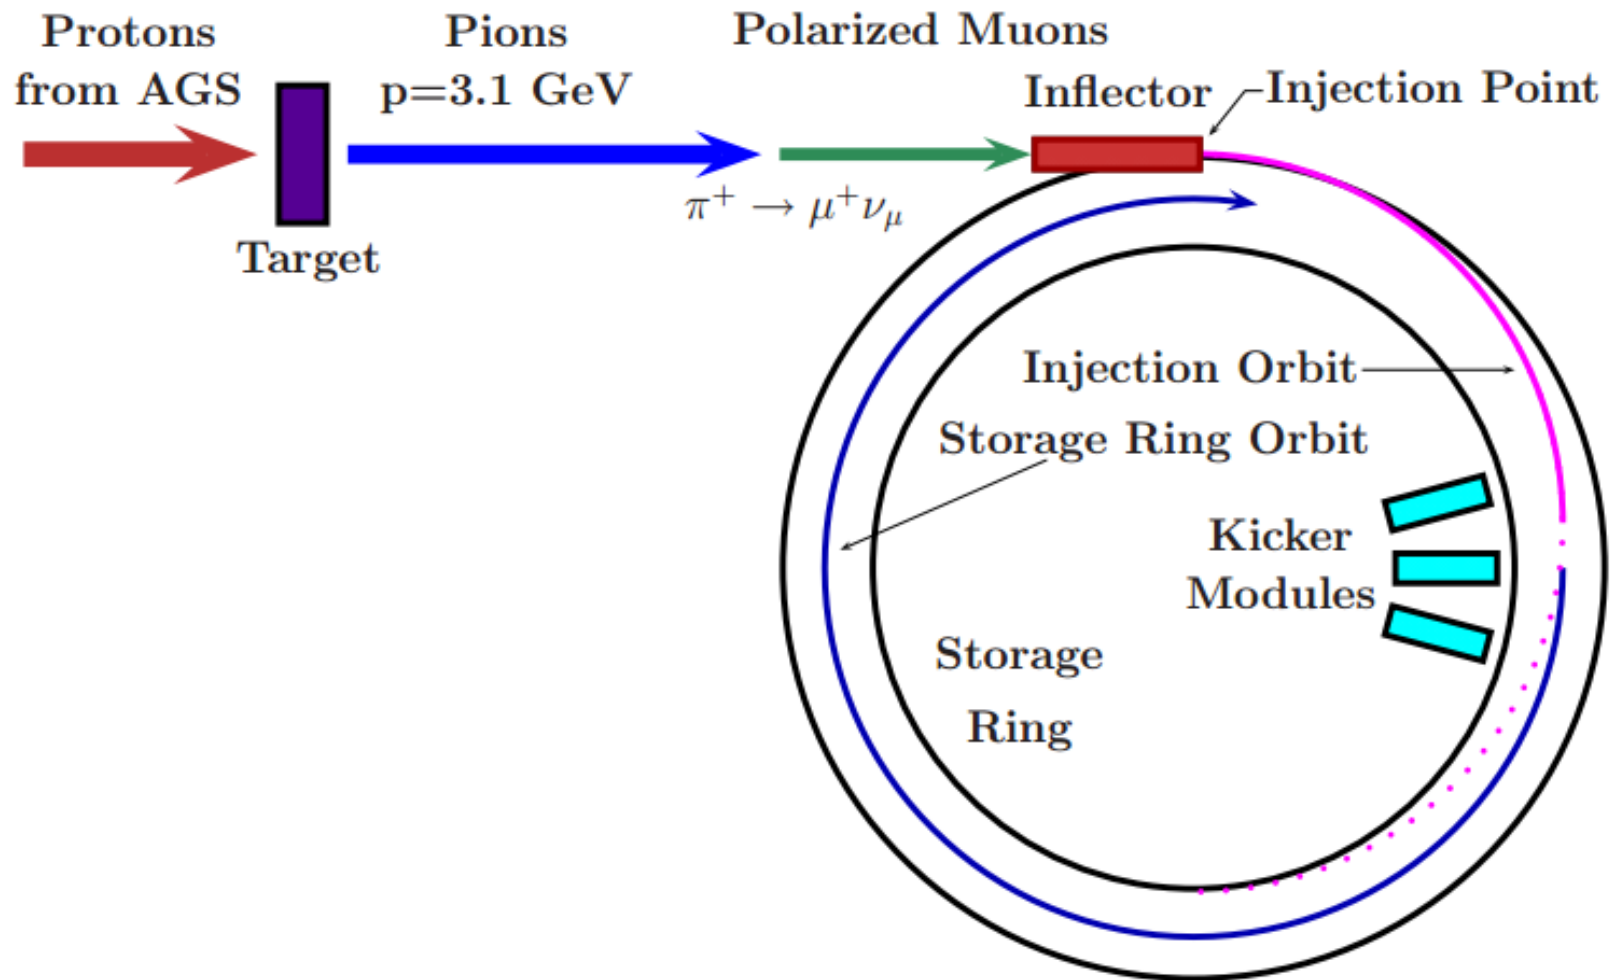 Protons
from AGS
Target
Pions
p=3.1 GeV
π⁺ → μ⁺ν_μ
Polarized Muons
Inflector
Injection Point
Injection Orbit
Storage Ring Orbit
Kicker
Modules
Storage
Ring